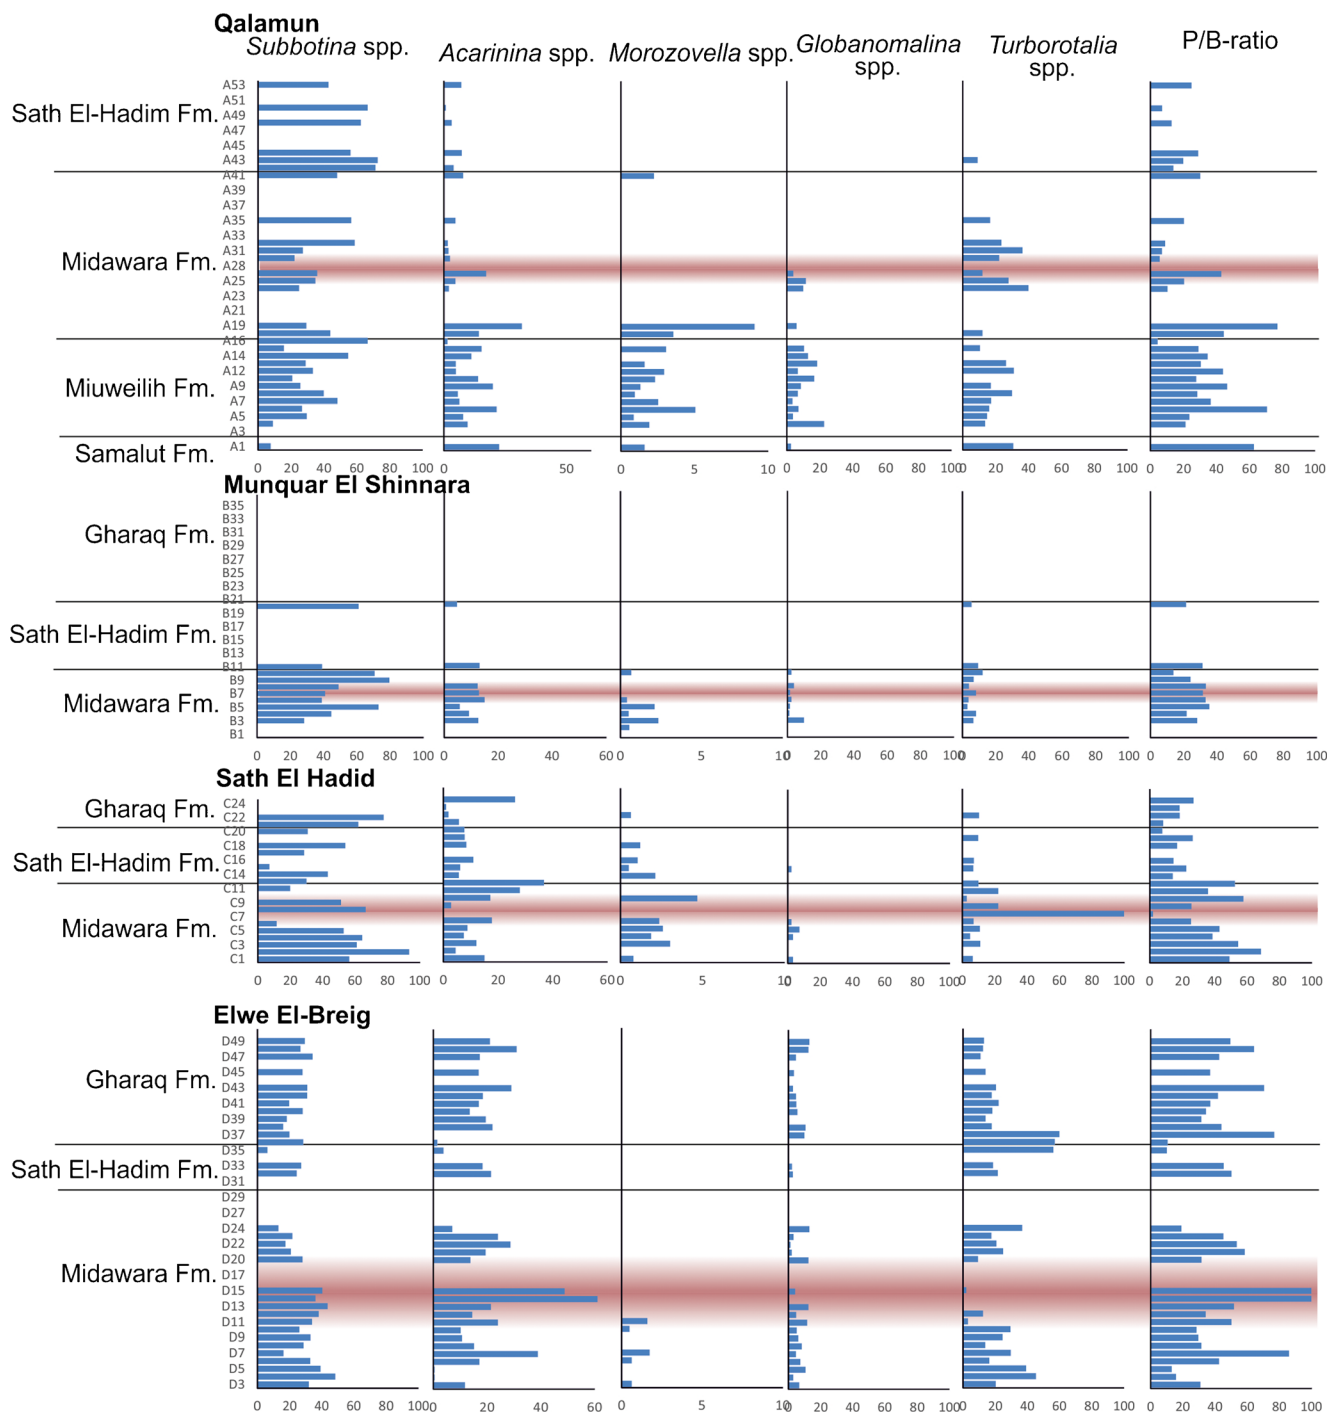 Qalamun
Subbotina spp.
Acarinina spp.
Morozovella spp.
Globanomalina
spp.
Turborotalia
spp.
P/B-ratio
Sath El-Hadim Fm.
Midawara Fm.
Miuweilih Fm.
Samalut Fm.
A53
A51
A49
A47
A45
A43
A41
A39
A37
A35
A33
A31
A28
A25
A23
A21
A19
A16
A14
A12
A9
A7
A5
A3
A1
0 20 40 60 80 100
0 50
0 5 10
0 20 40 60 80 100
0 20 40 60 80 100
0 20 40 60 80 100
Munquar El Shinnara
Gharaq Fm.
Sath El-Hadim Fm.
Midawara Fm.
B35
B33
B31
B29
B27
B25
B23
B21
B19
B17
B15
B13
B11
B9
B7
B5
B3
B1
0 20 40 60 80 100
0 20 40 60
0 5 10
0 20 40 60 80 100
0 20 40 60 80 100
0 20 40 60 80 100
Sath El Hadid
Gharaq Fm.
Sath El-Hadim Fm.
Midawara Fm.
C24
C22
C20
C18
C16
C14
C11
C9
C7
C5
C3
C1
0 20 40 60 80 100
0 20 40 60
0 5 10
0 20 40 60 80 100
0 20 40 60 80 100
0 20 40 60 80 100
Elwe El-Breig
Gharaq Fm.
Sath El-Hadim Fm.
Midawara Fm.
D49
D47
D45
D43
D41
D39
D37
D35
D33
D31
D29
D27
D24
D22
D20
D17
D15
D13
D11
D9
D7
D5
D3
0 20 40 60 80 100
0 20 40 60
0 5 10
0 20 40 60 80 100
0 20 40 60 80 100
0 20 40 60 80 100